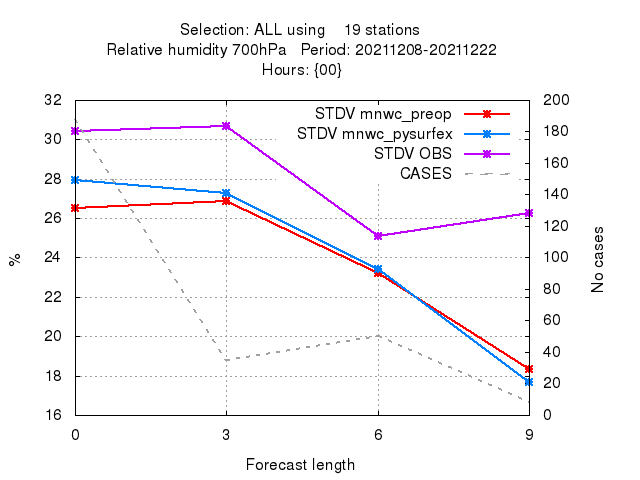 Selection: ALL using    19 stations
Relative humidity 700hPa   Period: 20211208-20211222
Hours: {00}
STDV mnwc_preop
STDV mnwc_pysurfex
STDV OBS
CASES
32
30
28
26
24
22
20
18
16
%
200
180
160
140
120
100
80
60
40
20
0
No cases
0 3 6 9
Forecast length